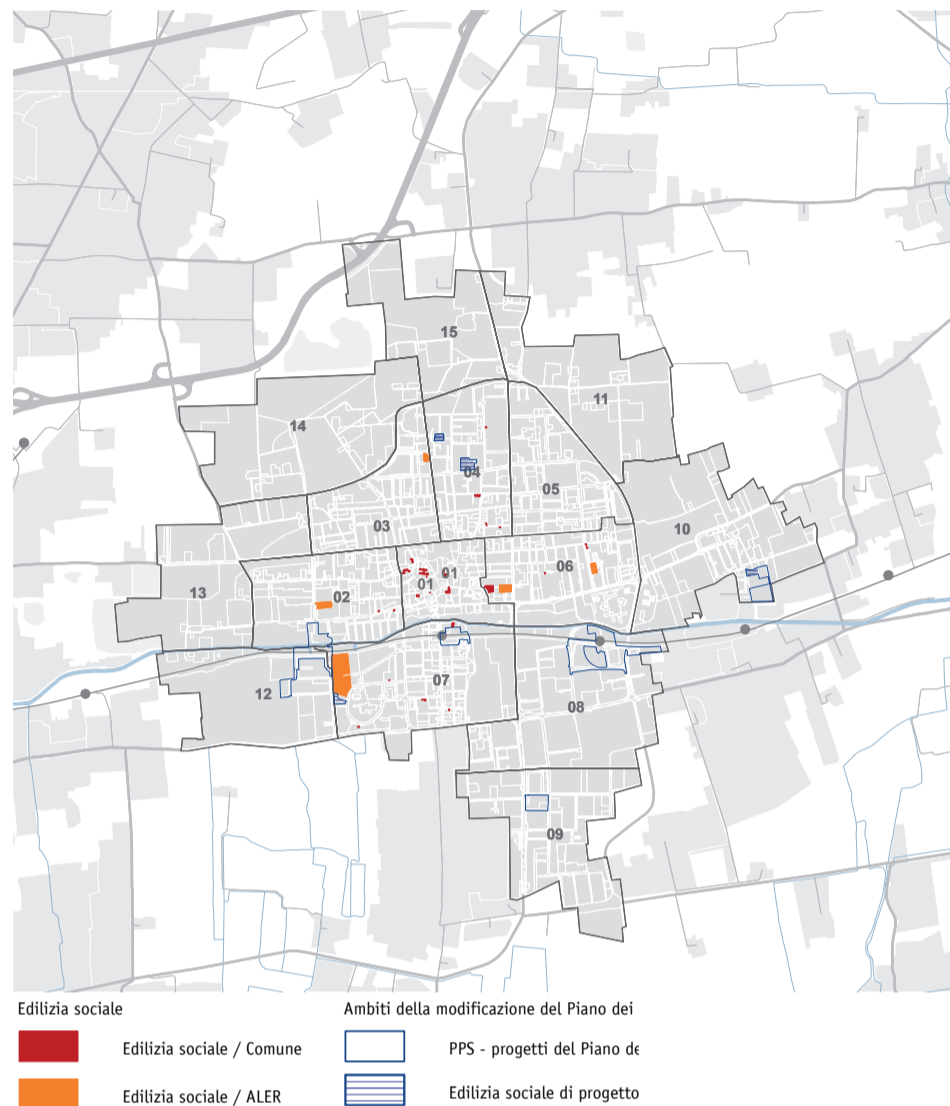 15
11
14
04
05
03
10
06
01
01
02
13
12
07
08
09
Edilizia sociale
Ambiti della modificazione del Piano dei
Edilizia sociale / Comune
PPS - progetti del Piano de
Edilizia sociale / ALER
Edilizia sociale di progetto